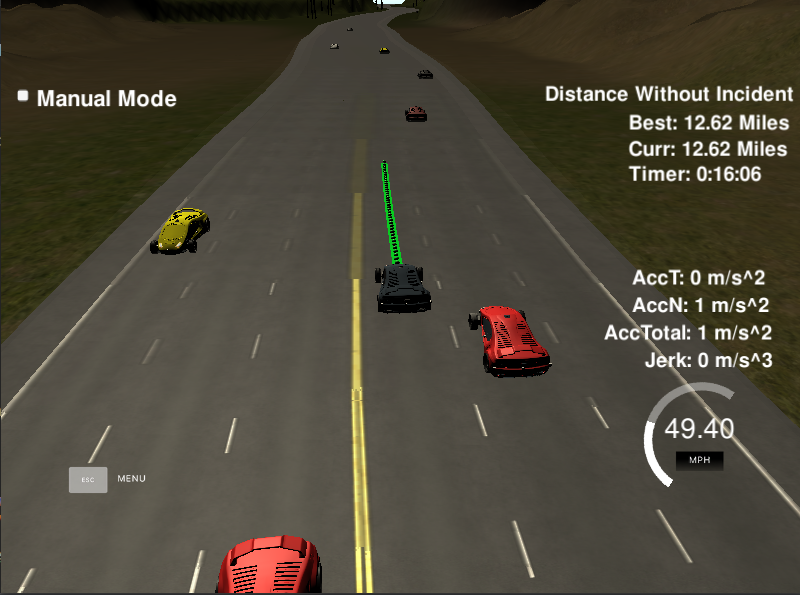 Manual Mode
Distance Without Incident
Best: 12.62 Miles
Curr: 12.62 Miles
Timer: 0:16:06
AccT: 0 m/s^2
AccN: 1 m/s^2
AccTotal: 1 m/s^2
Jerk: 0 m/s^3
49.40
MPH
ESC MENU